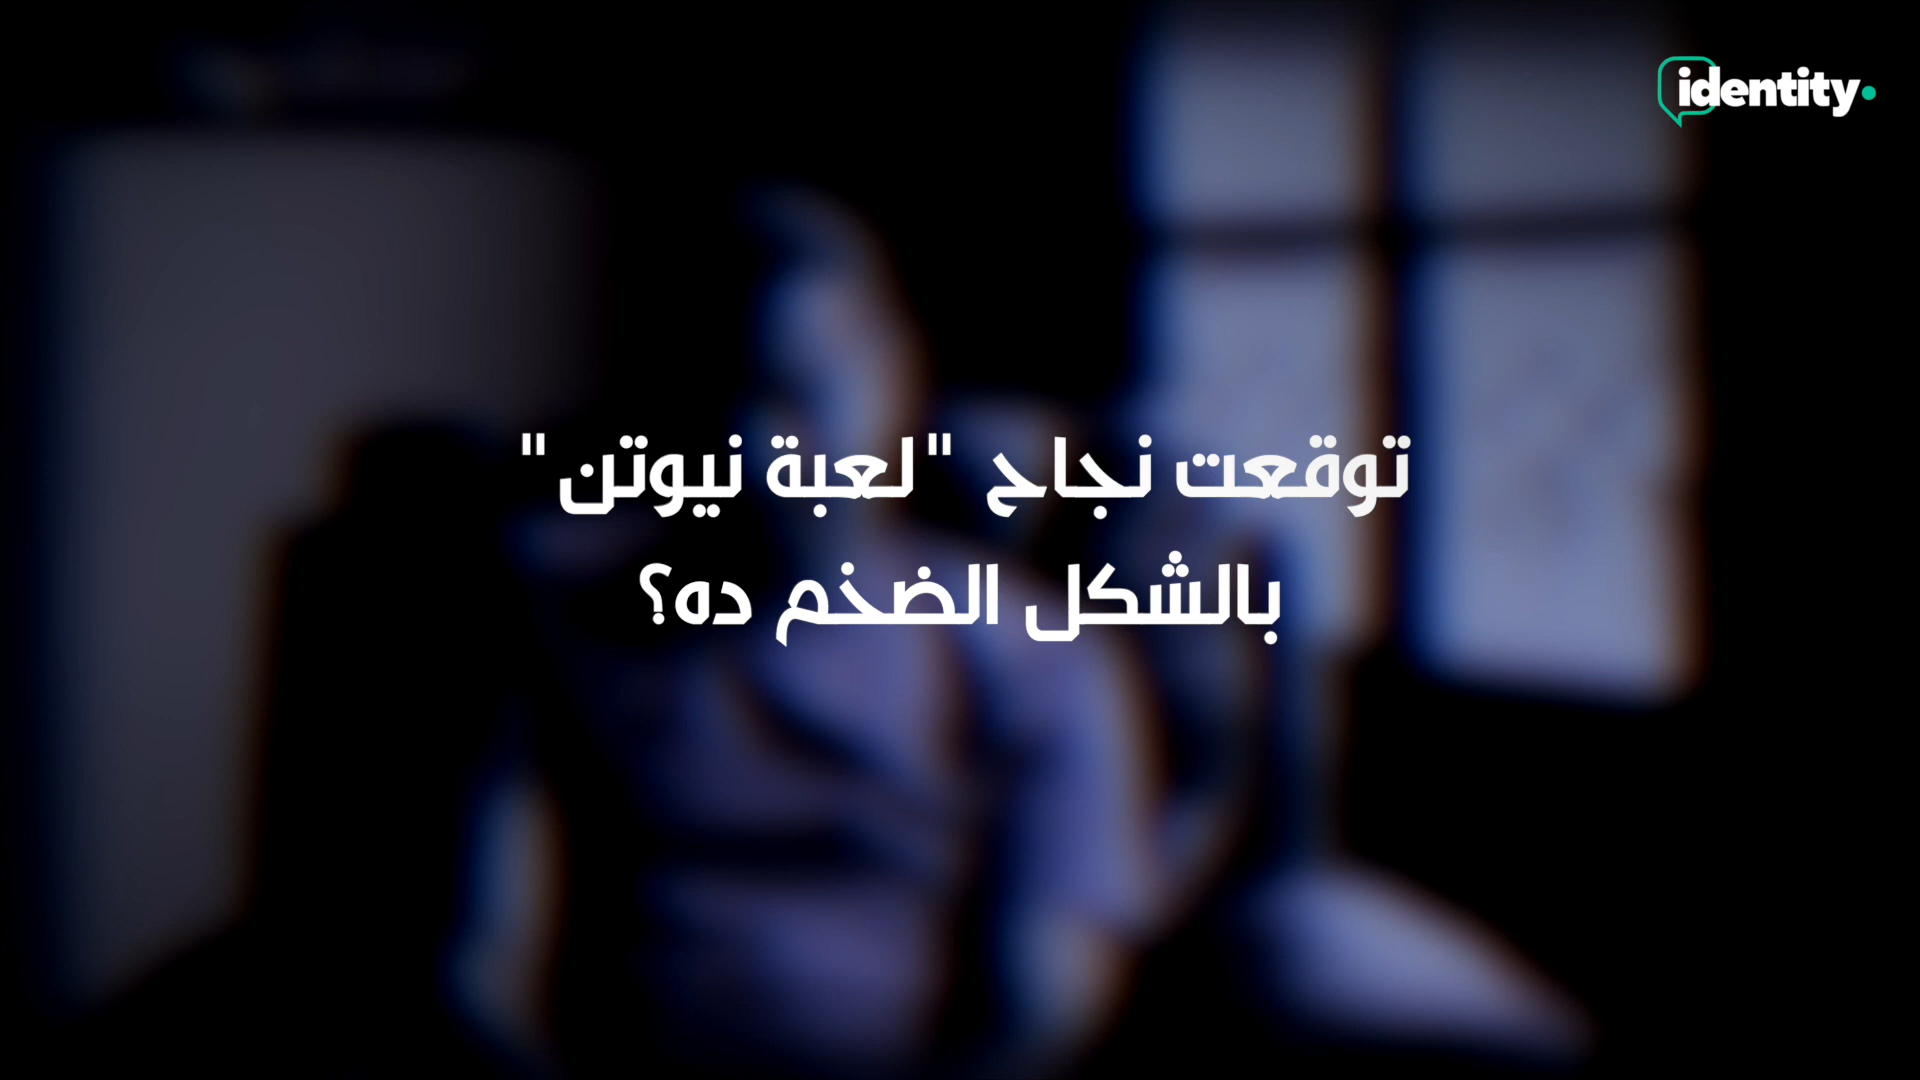 identity
توقعت نجاح "لعبة نيوتن"
بالشكل الضخم ده؟